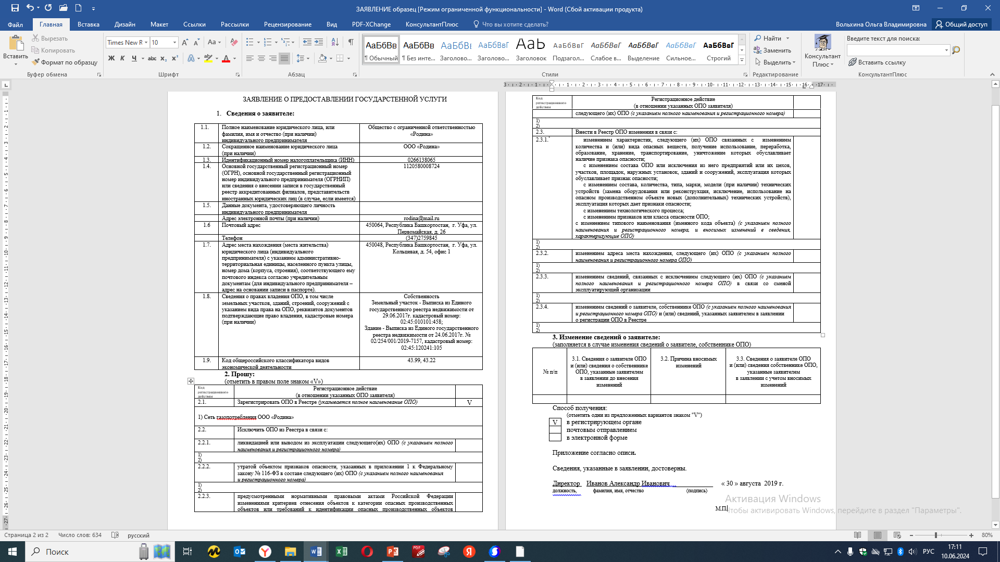 ЗАЯВЛЕНИЕ образец [Режим ограниченной функциональности] - Word (Сбой активации продукта)
Файл
Главная
Вставка
Дизайн
Макет
Ссылки
Рассылки
Рецензирование
Вид
PDF-XChange
КонсультантПлюс
Что вы хотите сделать?
Вольхина Ольга Владимировна
Общий доступ
Вставить
Вырезать
Копировать
Формат по образцу
Буфер обмена
Times New R
10
Шрифт
Абзац
АаБбВв
¶ Обычный
АаБбВв
¶ Без инте...
Заголово...
АаБбВвГ
Заголово...
Заголовок
АаБбВвГ
Подзагол...
АаБбВвГ
Слабое в...
АаБбВвГ
Выделение
АаБбВвГ
Сильное...
АаБбВвГ
Строгий
Стили
Найти
Заменить
Выделить
Редактирование
Консультант
Плюс
Введите текст для поиска:
Вставить ссылку
КонсультантПлюс
ЗАЯВЛЕНИЕ О ПРЕДОСТАВЛЕНИИ ГОСУДАРСТЕННОЙ УСЛУГИ
1. Сведения о заявителе:
1.1.
Полное наименование юридического лица, или
фамилия, имя и отчество (при наличии)
индивидуального предпринимателя
Общество с ограниченной ответственностью
«Родина»
1.2.
Сокращенное наименование юридического лица
(при наличии)
ООО «Родина»
1.3.
Идентификационный номер налогоплательщика (ИНН)
0266138065
1.4.
Основной государственный регистрационный номер
(ОГРН), основной государственный регистрационный
номер индивидуального предпринимателя (ОГРНИП)
или сведения о внесении записи в государственный
реестр аккредитованных филиалов, представительств
иностранных юридических лиц (в случае, если имеется)
1120580008724
1.5.
Данные документа, удостоверяющего личность
индивидуального предпринимателя
Адрес электронной почты (при наличии)
rodina@mail.ru
1.6
Почтовый адрес
450064, Республика Башкортостан, г. Уфа, ул.
Первомайская, д. 26
Телефон
(347)2759845
1.7.
Адрес места нахождения (места жительства)
юридического лица (индивидуального
предпринимателя) с указанием административно-
территориальная единицы, населенного пункта улицы,
номер дома (корпуса, строения), соответствующего ему
почтового индекса согласно учредительным
документам (для индивидуального предпринимателя –
адрес на основании записи в паспорте).
450048, Республика Башкортостан, г. Уфа, ул.
Кольцевая, д. 54, офис 1
1.8.
Сведения о правах владения ОПО, в том числе
земельных участков, зданий, строений, сооружений с
указанием вида права на ОПО, реквизитов документов
подтверждающие право владения, кадастровые номера
(при наличии)
Собственность
Земельный участок - Выписка из Единого
государственного реестра недвижимости от
29.06.2017г. кадастровый номер:
02:45:010101:458;
Здание - Выписка из Единого государственного
реестра недвижимости от 24.06.2017г. №
02/254/001/2019-7157, кадастровый номер:
02:45:120241:105
1.9.
Код общероссийского классификатора видов
экономической деятельности
43.99, 43.22
2. Прошу:
(отметить в правом поле знаком «V»)
Код
регистрационного
действия
Регистрационное действие
(в отношении указанных ОПО заявителя)
2.1.
Зарегистрировать ОПО в Реестре (указывается полное наименование ОПО)
V
1) Сеть газопотребления ООО «Родина»
2.2.
Исключить ОПО из Реестра в связи с:
2.2.1.
ликвидацией или выводом из эксплуатации следующего(их) ОПО (с указанием полного
наименования и регистрационного номера)
1)
2)
2.2.2.
утратой объектом признаков опасности, указанных в приложении 1 к Федеральному
закону № 116-ФЗ в составе следующего (их) ОПО (с указанием полного наименования
и регистрационного номера)
1)
2)
2.2.3.
предусмотренными нормативными правовыми актами Российской Федерации
изменениями критериев отнесения объектов к категории опасных производственных
объектов или требований к идентификации опасных производственных объектов
Код
регистрационного
действия
Регистрационное действие
(в отношении указанных ОПО заявителя)
следующего (их) ОПО (с указанием полного наименования и регистрационного номера)
1)
2)
2.3.
Внести в Реестр ОПО изменения в связи с:
2.3.1.*
изменением характеристик, следующего (их) ОПО связанных с изменением
количества и (или) вида опасных веществ, получение использование, переработка,
образование, хранение, транспортирование, уничтожение которых обуславливает
наличие признака опасности;
с изменением состава ОПО или исключения из него предприятий или их цехов,
участков, площадок, наружных установок, зданий и сооружений, эксплуатация которых
обуславливает признак опасности;
с изменением состава, количества, типа, марки, модели (при наличии) технических
устройств (замена оборудования или реконструкция, исключение, использование на
опасном производственном объекте новых (дополнительных) технических устройств),
эксплуатация которых дает признаки опасности;
с изменением технологического процесса;
с изменением признаков или класса опасности ОПО;
с изменением типового наименования (именного кода объекта) (с указанием полного
наименования и регистрационного номера, и вносимых изменений в сведения,
характеризующие ОПО)
1)
2)
2.3.2.
изменением адреса места нахождения, следующего (их) ОПО (с указанием полного
наименования и регистрационного номера ОПО)
1)
2)
2.3.3.
изменением сведений, связанных с исключением следующего (их) ОПО (с указанием
полного наименования и регистрационного номера ОПО) в связи со сменой
эксплуатирующей организации
1)
2)
2.3.4.
изменением сведений о заявителе, собственнике ОПО (с указанием полного наименования
и регистрационного номера ОПО) и (или) сведений, указанных заявителем в заявлении
о регистрации ОПО в Реестре
1)
2)
3. Изменение сведений о заявителе:
(заполняется в случае изменения сведений о заявителе, собственнике ОПО)
№ п/п
3.1. Сведения о заявителе ОПО
и (или) сведения о собственнике
ОПО, указанные заявителем
в заявлении до внесения
изменений
3.2. Причина вносимых
изменений
3.3. Сведения о заявителе ОПО
и (или) сведения собственнике ОПО,
указанные заявителем
в заявлении с учетом вносимых
изменений
Способ получения:
(отметить одни из предложенных вариантов знаком "V")
V в регистрирующем органе
почтовым отправлением
в электронной форме
Приложение согласно описи.
Сведения, указанные в заявлении, достоверны.
Директор Иванов Александр Иванович « 30 » августа 2019 г.
должность, фамилия, имя, отчество (подпись)
М.П.
Активация Windows
Чтобы активировать Windows, перейдите в раздел "Параметры".
Страница 2 из 2
Число слов: 634
русский
80%
Поиск
РУС
17:11
10.06.2024